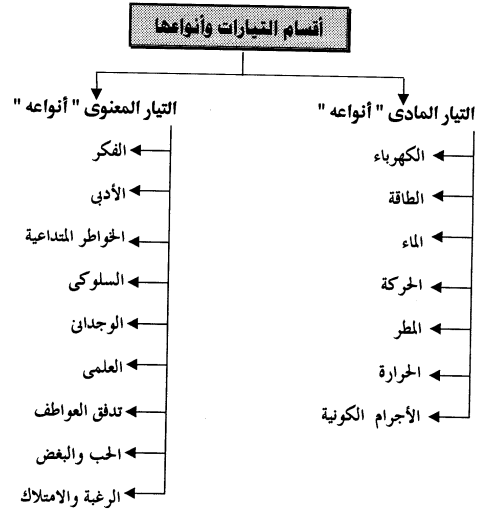 أقسام التيارات وأنواعها
التيار المادى " أنواعه "
الكهرباء
الطاقة
الماء
الحركة
المطر
الحرارة
الأجرام الكونية
التيار المعنوى " أنواعه "
الفكر
الأدبى
الخواطر المتداعية
السلوكى
الوجدانى
العلمى
تدفق العواطف
الحب والبغض
الرغبة والامتلاك